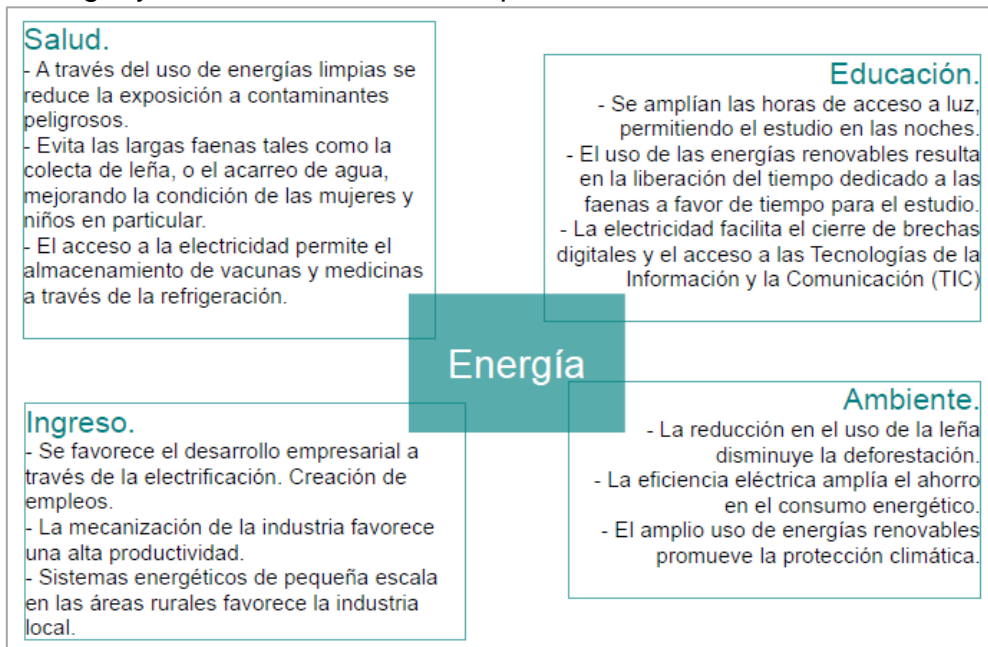 Salud.
- A través del uso de energías limpias se
reduce la exposición a contaminantes
peligrosos.
- Evita las largas faenas tales como la
colecta de leña, o el acarreo de agua,
mejorando la condición de las mujeres y
niños en particular.
- El acceso a la electricidad permite el
almacenamiento de vacunas y medicinas
a través de la refrigeración.
Educación.
- Se amplían las horas de acceso a luz,
permitiendo el estudio en las noches.
- El uso de las energías renovables resulta
en la liberación del tiempo dedicado a las
faenas a favor de tiempo para el estudio.
- La electricidad facilita el cierre de brechas
digitales y el acceso a las Tecnologías de la
Información y la Comunicación (TIC)
Energía
Ingreso.
- Se favorece el desarrollo empresarial a
través de la electrificación. Creación de
empleos.
- La mecanización de la industria favorece
una alta productividad.
- Sistemas energéticos de pequeña escala
en las áreas rurales favorece la industria
local.
Ambiente.
- La reducción en el uso de la leña
disminuye la deforestación.
- La eficiencia eléctrica amplía el ahorro
en el consumo energético.
- El amplio uso de energías renovables
promueve la protección climática.